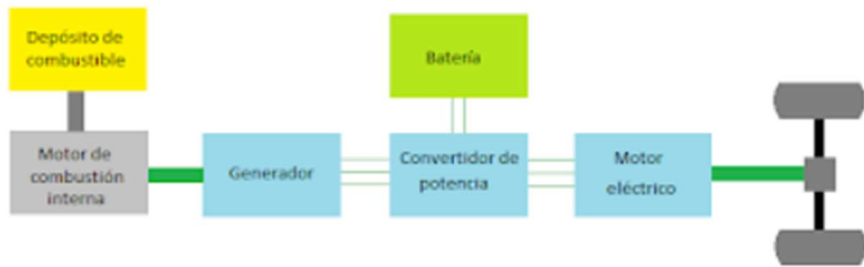 Depósito de
combustible
Batería
Motor de
combustión
interna
Generador
Convertidor de
potencia
Motor
eléctrico